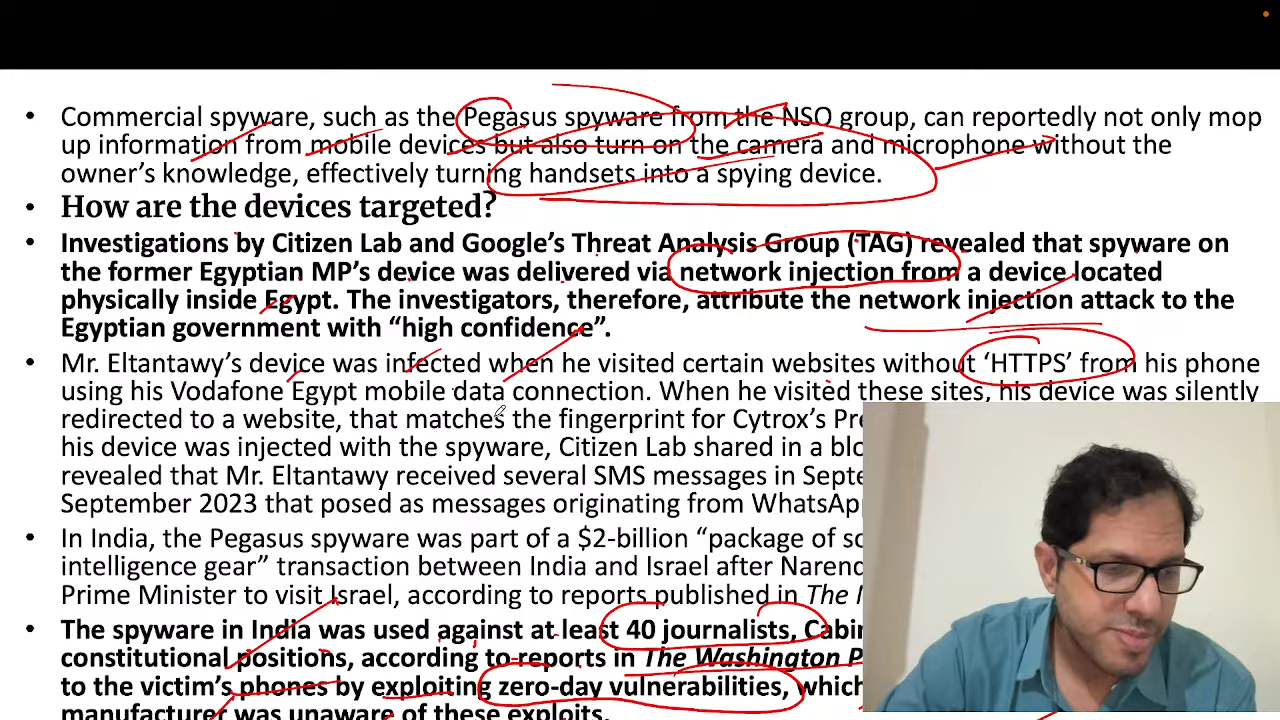 • Commercial spyware, such as the Pegasus spyware from the NSO group, can reportedly not only mop
up information from mobile devices but also turn on the camera and microphone without the
owner’s knowledge, effectively turning handsets into a spying device.
• How are the devices targeted?
• Investigations by Citizen Lab and Google’s Threat Analysis Group (TAG) revealed that spyware on
the former Egyptian MP’s device was delivered via network injection from a device located
physically inside Egypt. The investigators, therefore, attribute the network injection attack to the
Egyptian government with “high confidence”.
• Mr. Eltantawy’s device was infected when he visited certain websites without ‘HTTPS’ from his phone
using his Vodafone Egypt mobile data connection. When he visited these sites, his device was silently
redirected to a website, that matches the fingerprint for Cytrox’s
his device was injected with the spyware, Citizen Lab shared in a
revealed that Mr. Eltantawy received several SMS messages in
September 2023 that posed as messages originating from WhatsApp
• In India, the Pegasus spyware was part of a $2-billion “package of
intelligence gear” transaction between India and Israel after
Prime Minister to visit Israel, according to reports published in The
• The spyware in India was used against at least 40 journalists,
constitutional positions, according to reports in The Washington
to the victim’s phones by exploiting zero-day vulnerabilities, which
manufacturer was unaware of these exploits.